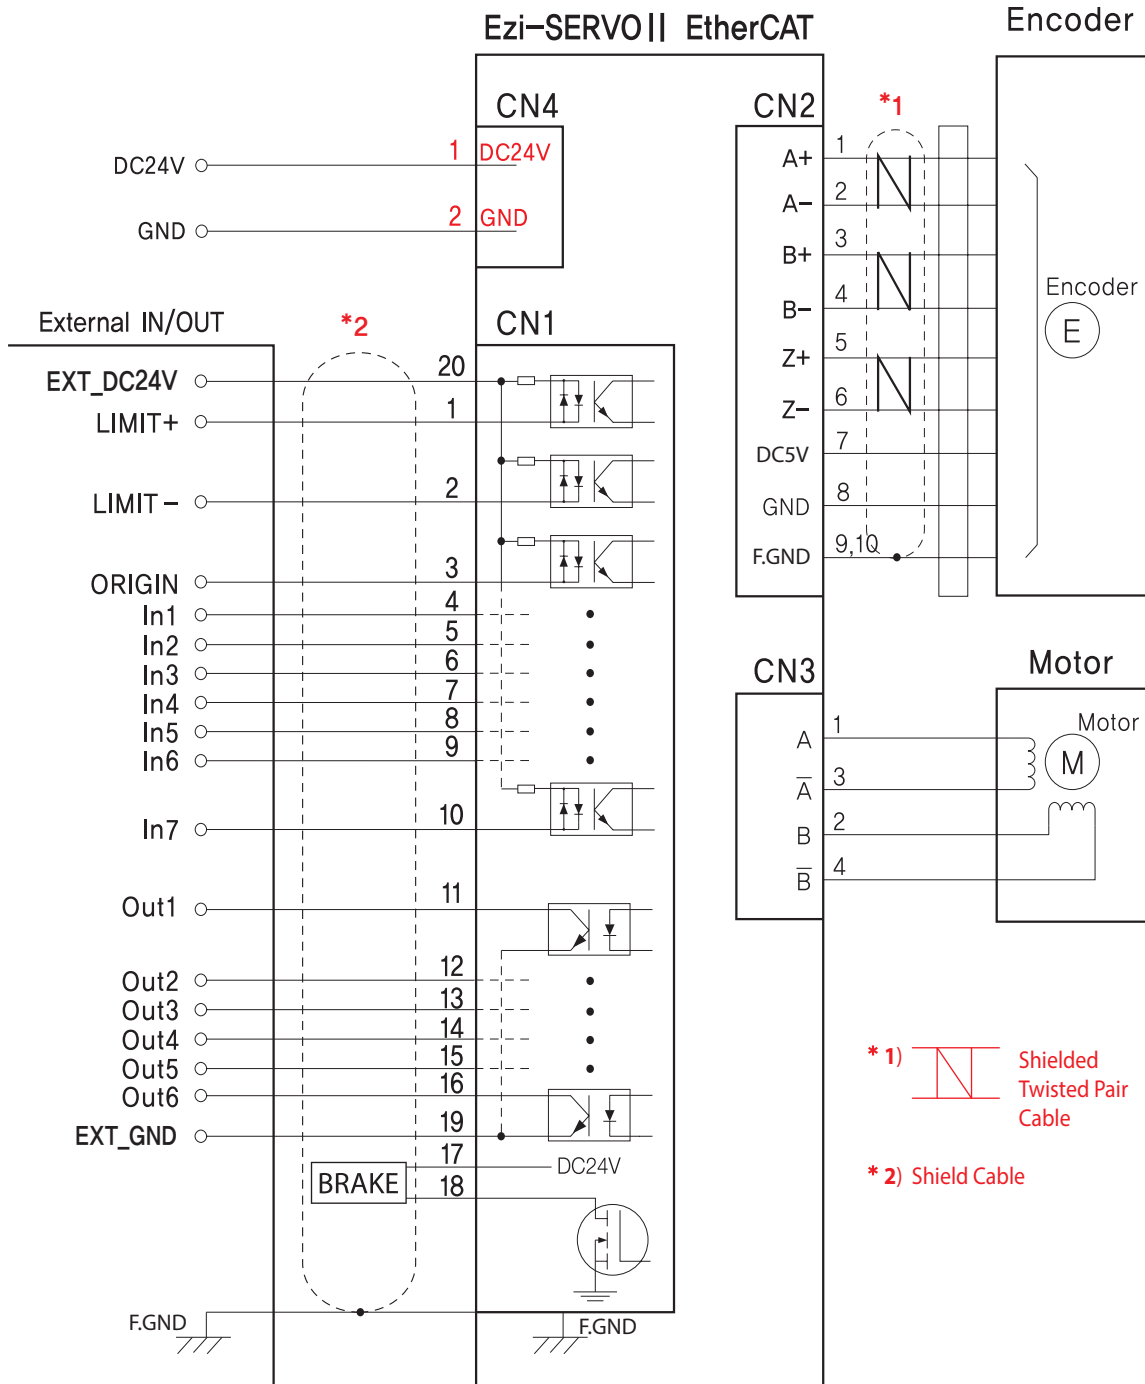 Ezi-SERVO II EtherCAT
Encoder
CN4
DC24V 1 DC24V
GND 2 GND
CN2
*1
A+ 1
A- 2
B+ 3
B- 4
Z+ 5
Z- 6
DC5V 7
GND 8
F.GND 9,10
Encoder
E
External IN/OUT
*2
CN1
EXT_DC24V 20
LIMIT+ 1
LIMIT- 2
ORIGIN 3
In1 4
In2 5
In3 6
In4 7
In5 8
In6 9
In7 10
Out1 11
Out2 12
Out3 13
Out4 14
Out5 15
Out6 16
EXT_GND 19
BRAKE
17 DC24V
18
F.GND
F.GND
CN3
Motor
A 1
A̅ 3
B 2
B̅ 4
Motor
M
* 1) Shielded
Twisted Pair
Cable
* 2) Shield Cable